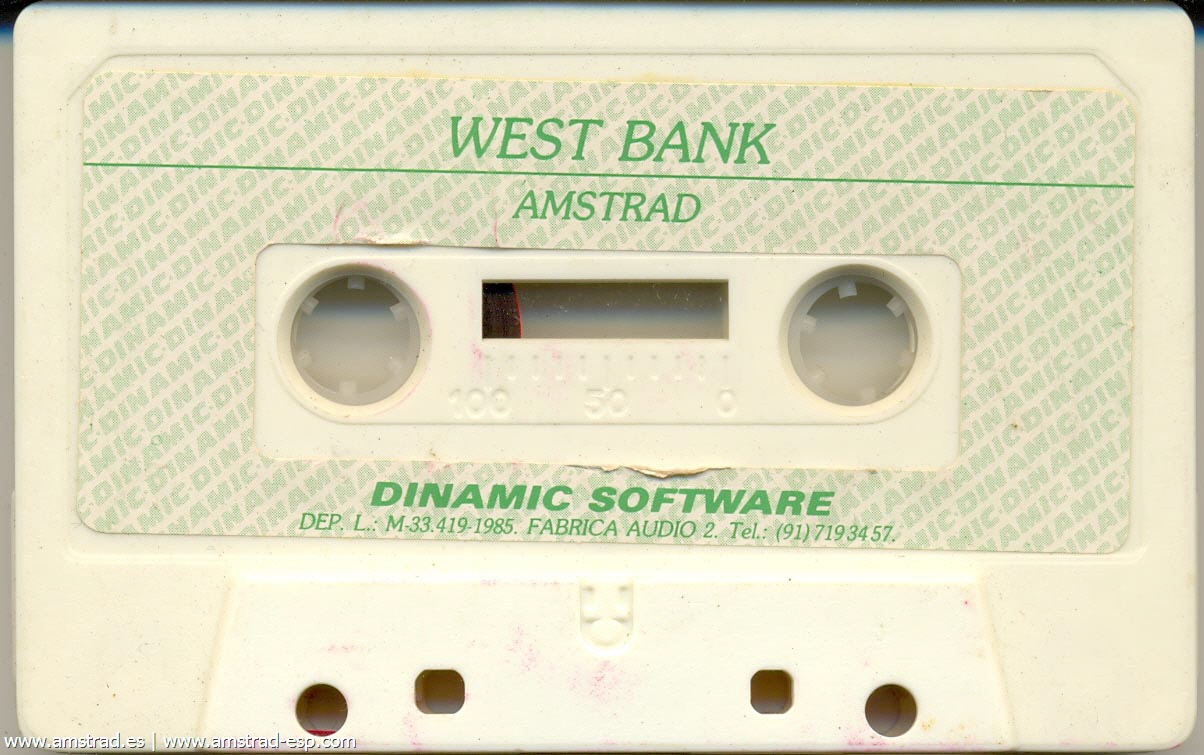 WEST BANK
AMSTRAD
100 50 0
DINAMIC SOFTWARE
DEP. L.: M-33.419-1985. FABRICA AUDIO 2. Tel.: (91) 719 34 57.
www.amstrad.es | www.amstrad-esp.com